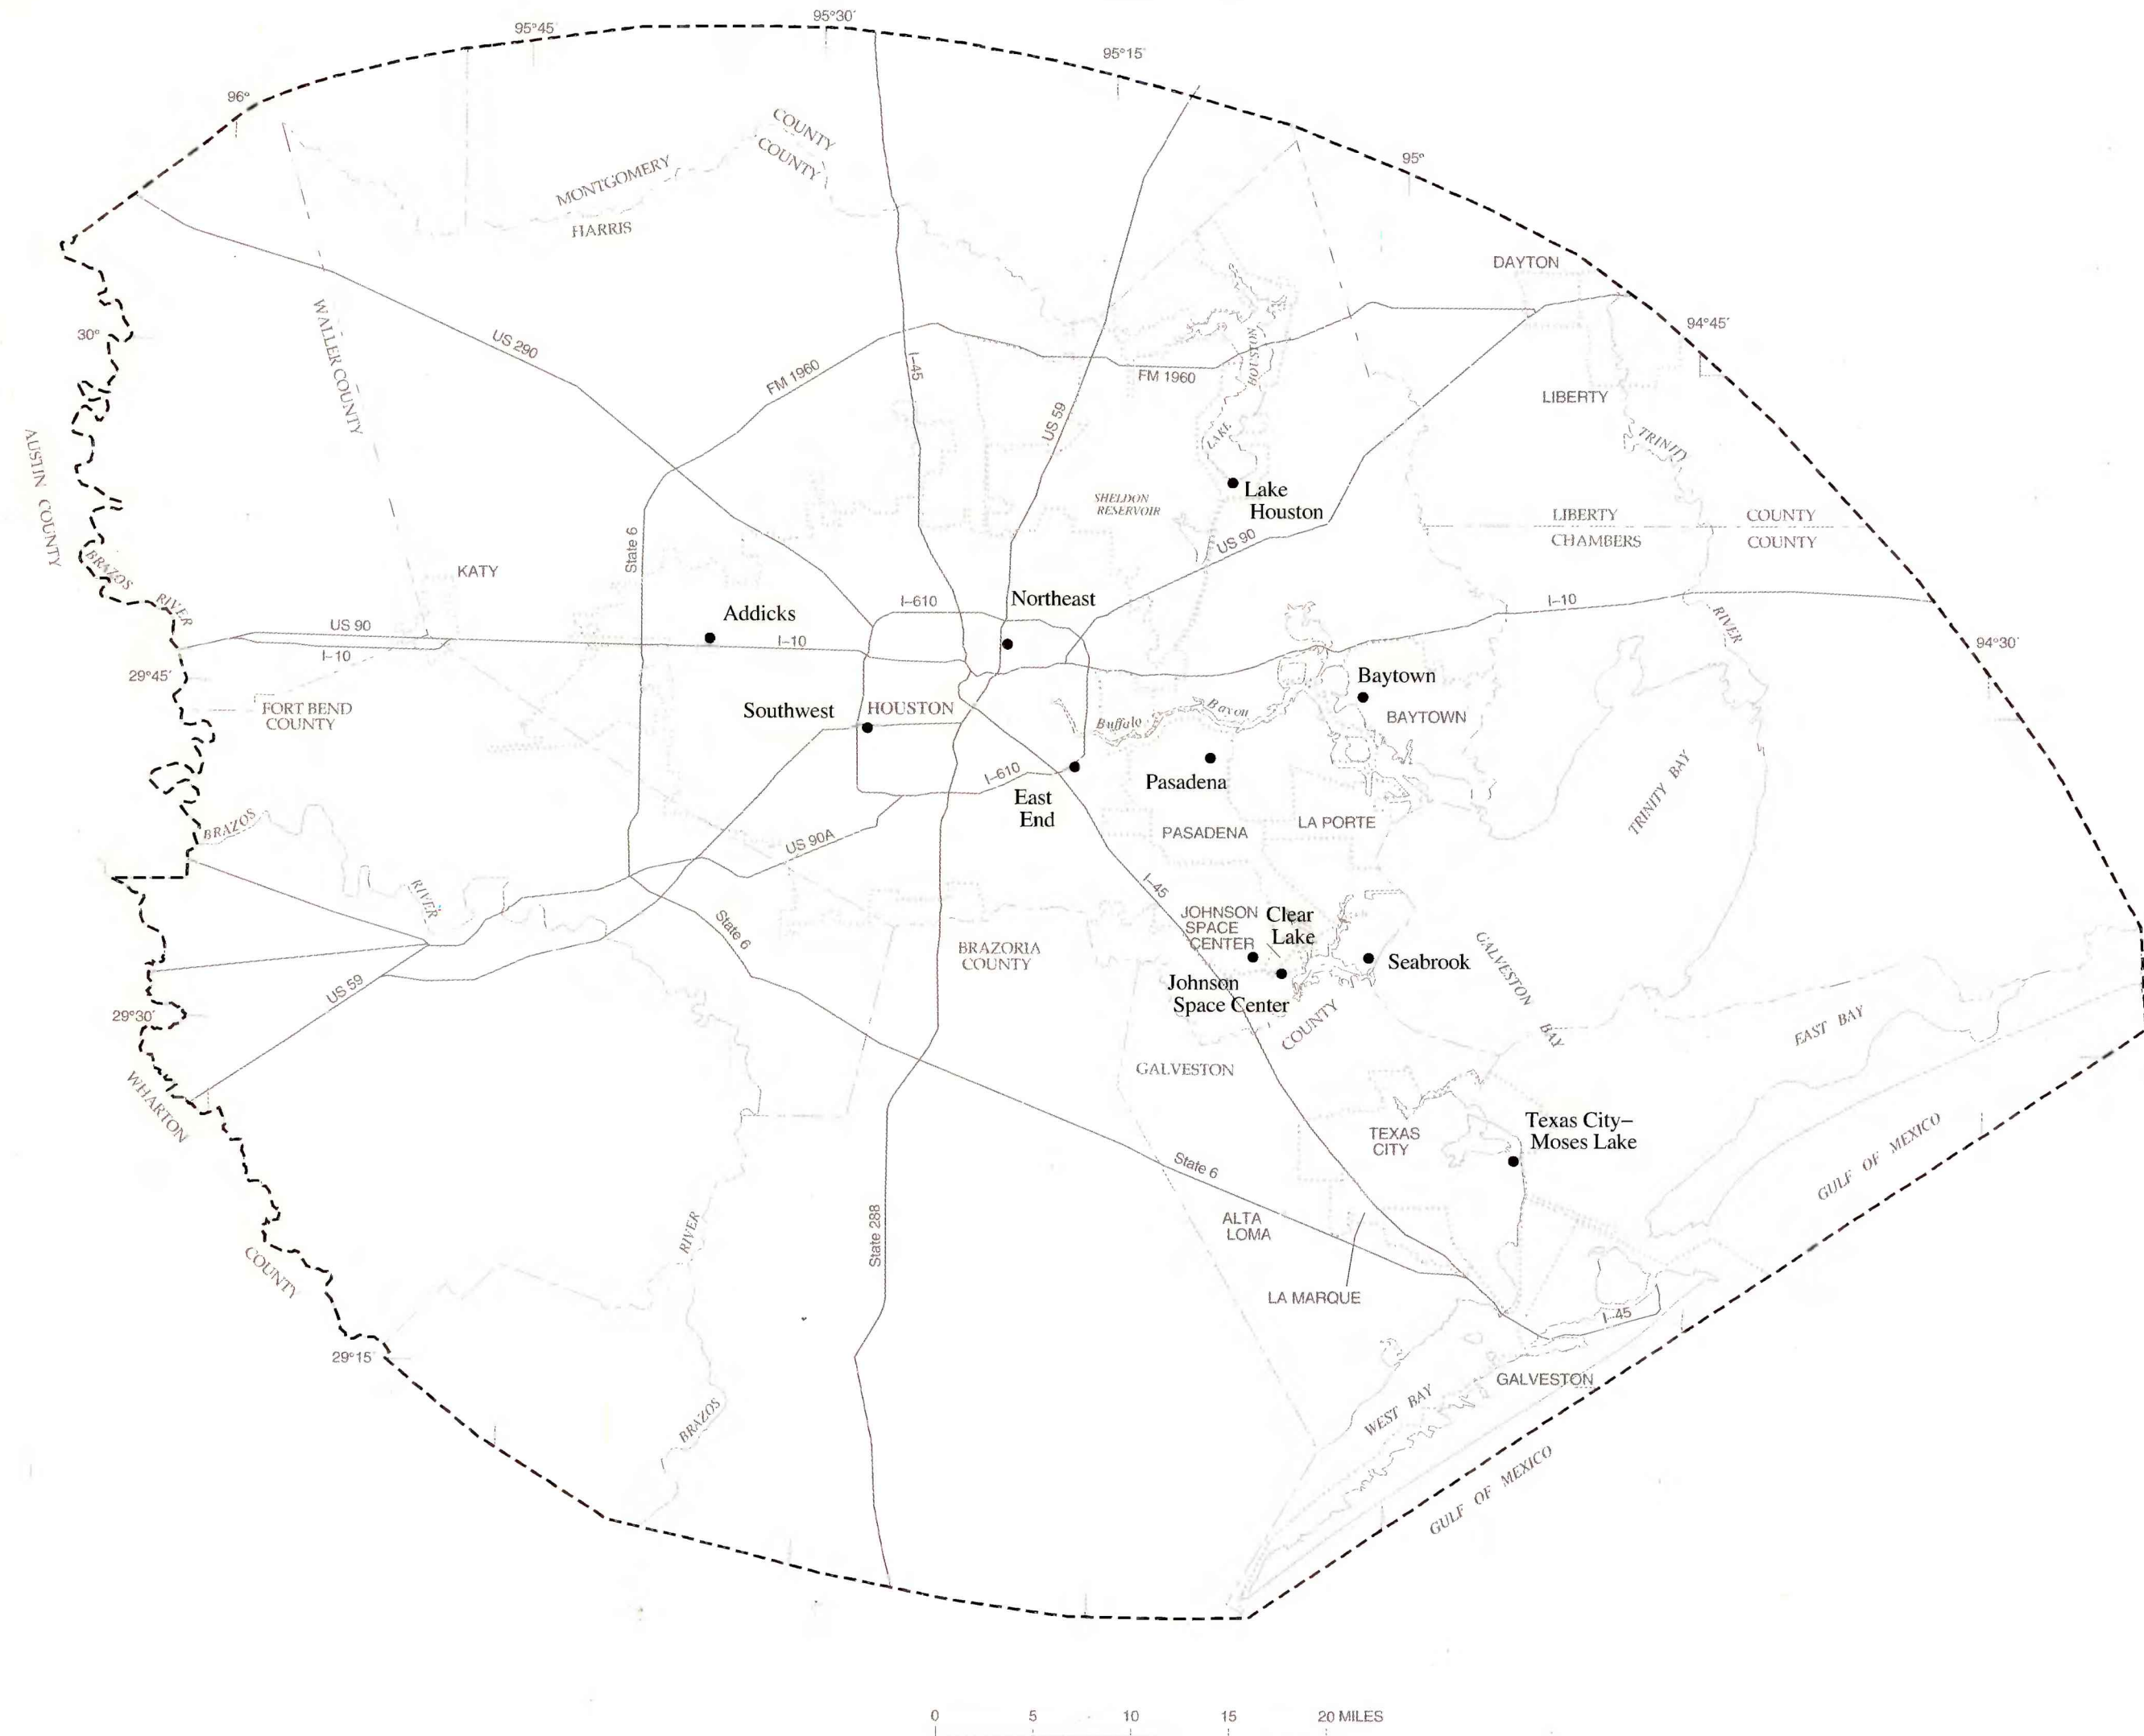 95°30′
95°45′
95°15′
96°
COUNTY
COUNTY
95°
MONTGOMERY
HARRIS
DAYTON
94°45′
30°
WALLER COUNTY
US 290
I–45
HOUSTON
FM 1960
FM 1960
LIBERTY
US 59
LAKE
TRINITY
AUSTIN COUNTY
Lake
Houston
SHELDON
RESERVOIR
LIBERTY
COUNTY
CHAMBERS
COUNTY
State 6
US 90
KATY
BRAZOS
RIVER
Addicks
I–610
Northeast
I–10
RIVER
US 90
I–10
I–10
94°30′
29°45′
Baytown
FORT BEND
COUNTY
Southwest
HOUSTON
Buffalo
Bayou
BAYTOWN
I–610
Pasadena
TRINITY BAY
East
End
BRAZOS
PASADENA
LA PORTE
US 90A
RIVER
I–45
State 6
JOHNSON
SPACE
CENTER
Clear
Lake
BRAZORIA
COUNTY
Seabrook
GALVESTON
BAY
US 59
Johnson
Space Center
29°30′
COUNTY
EAST BAY
GALVESTON
WHARTON
COUNTY
Texas City–
Moses Lake
TEXAS
CITY
GULF OF MEXICO
State 6
RIVER
State 288
ALTA
LOMA
LA MARQUE
I–45
29°15′
GALVESTON
BRAZOS
WEST BAY
GULF OF MEXICO
0 5 10 15 20 MILES